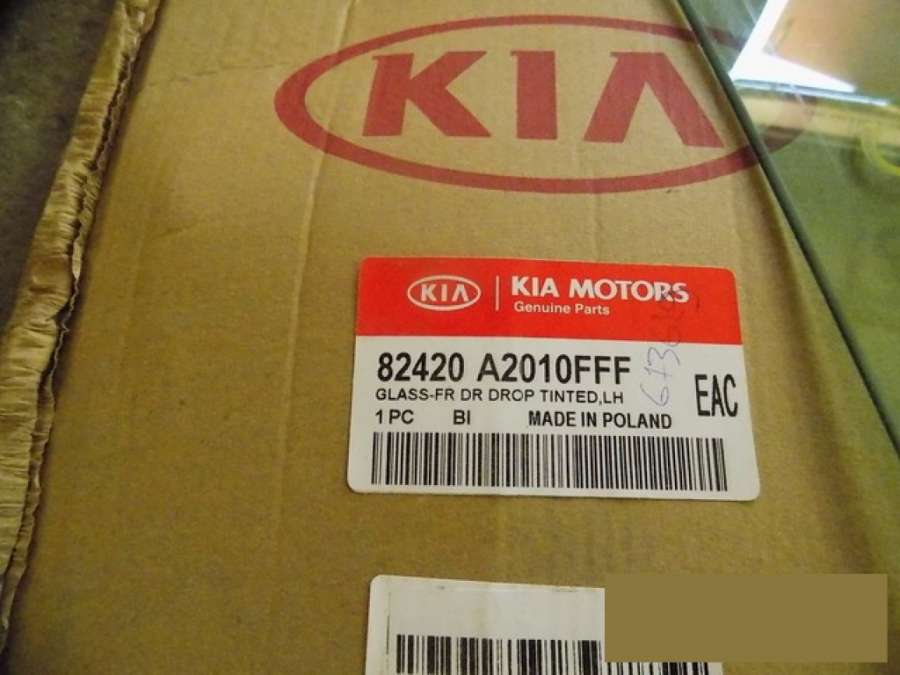 KIA
KIA KIA MOTORS
Genuine Parts
82420 A2010FFF
GLASS-FR DR DROP TINTED,LH
1 PC BI MADE IN POLAND
EAC